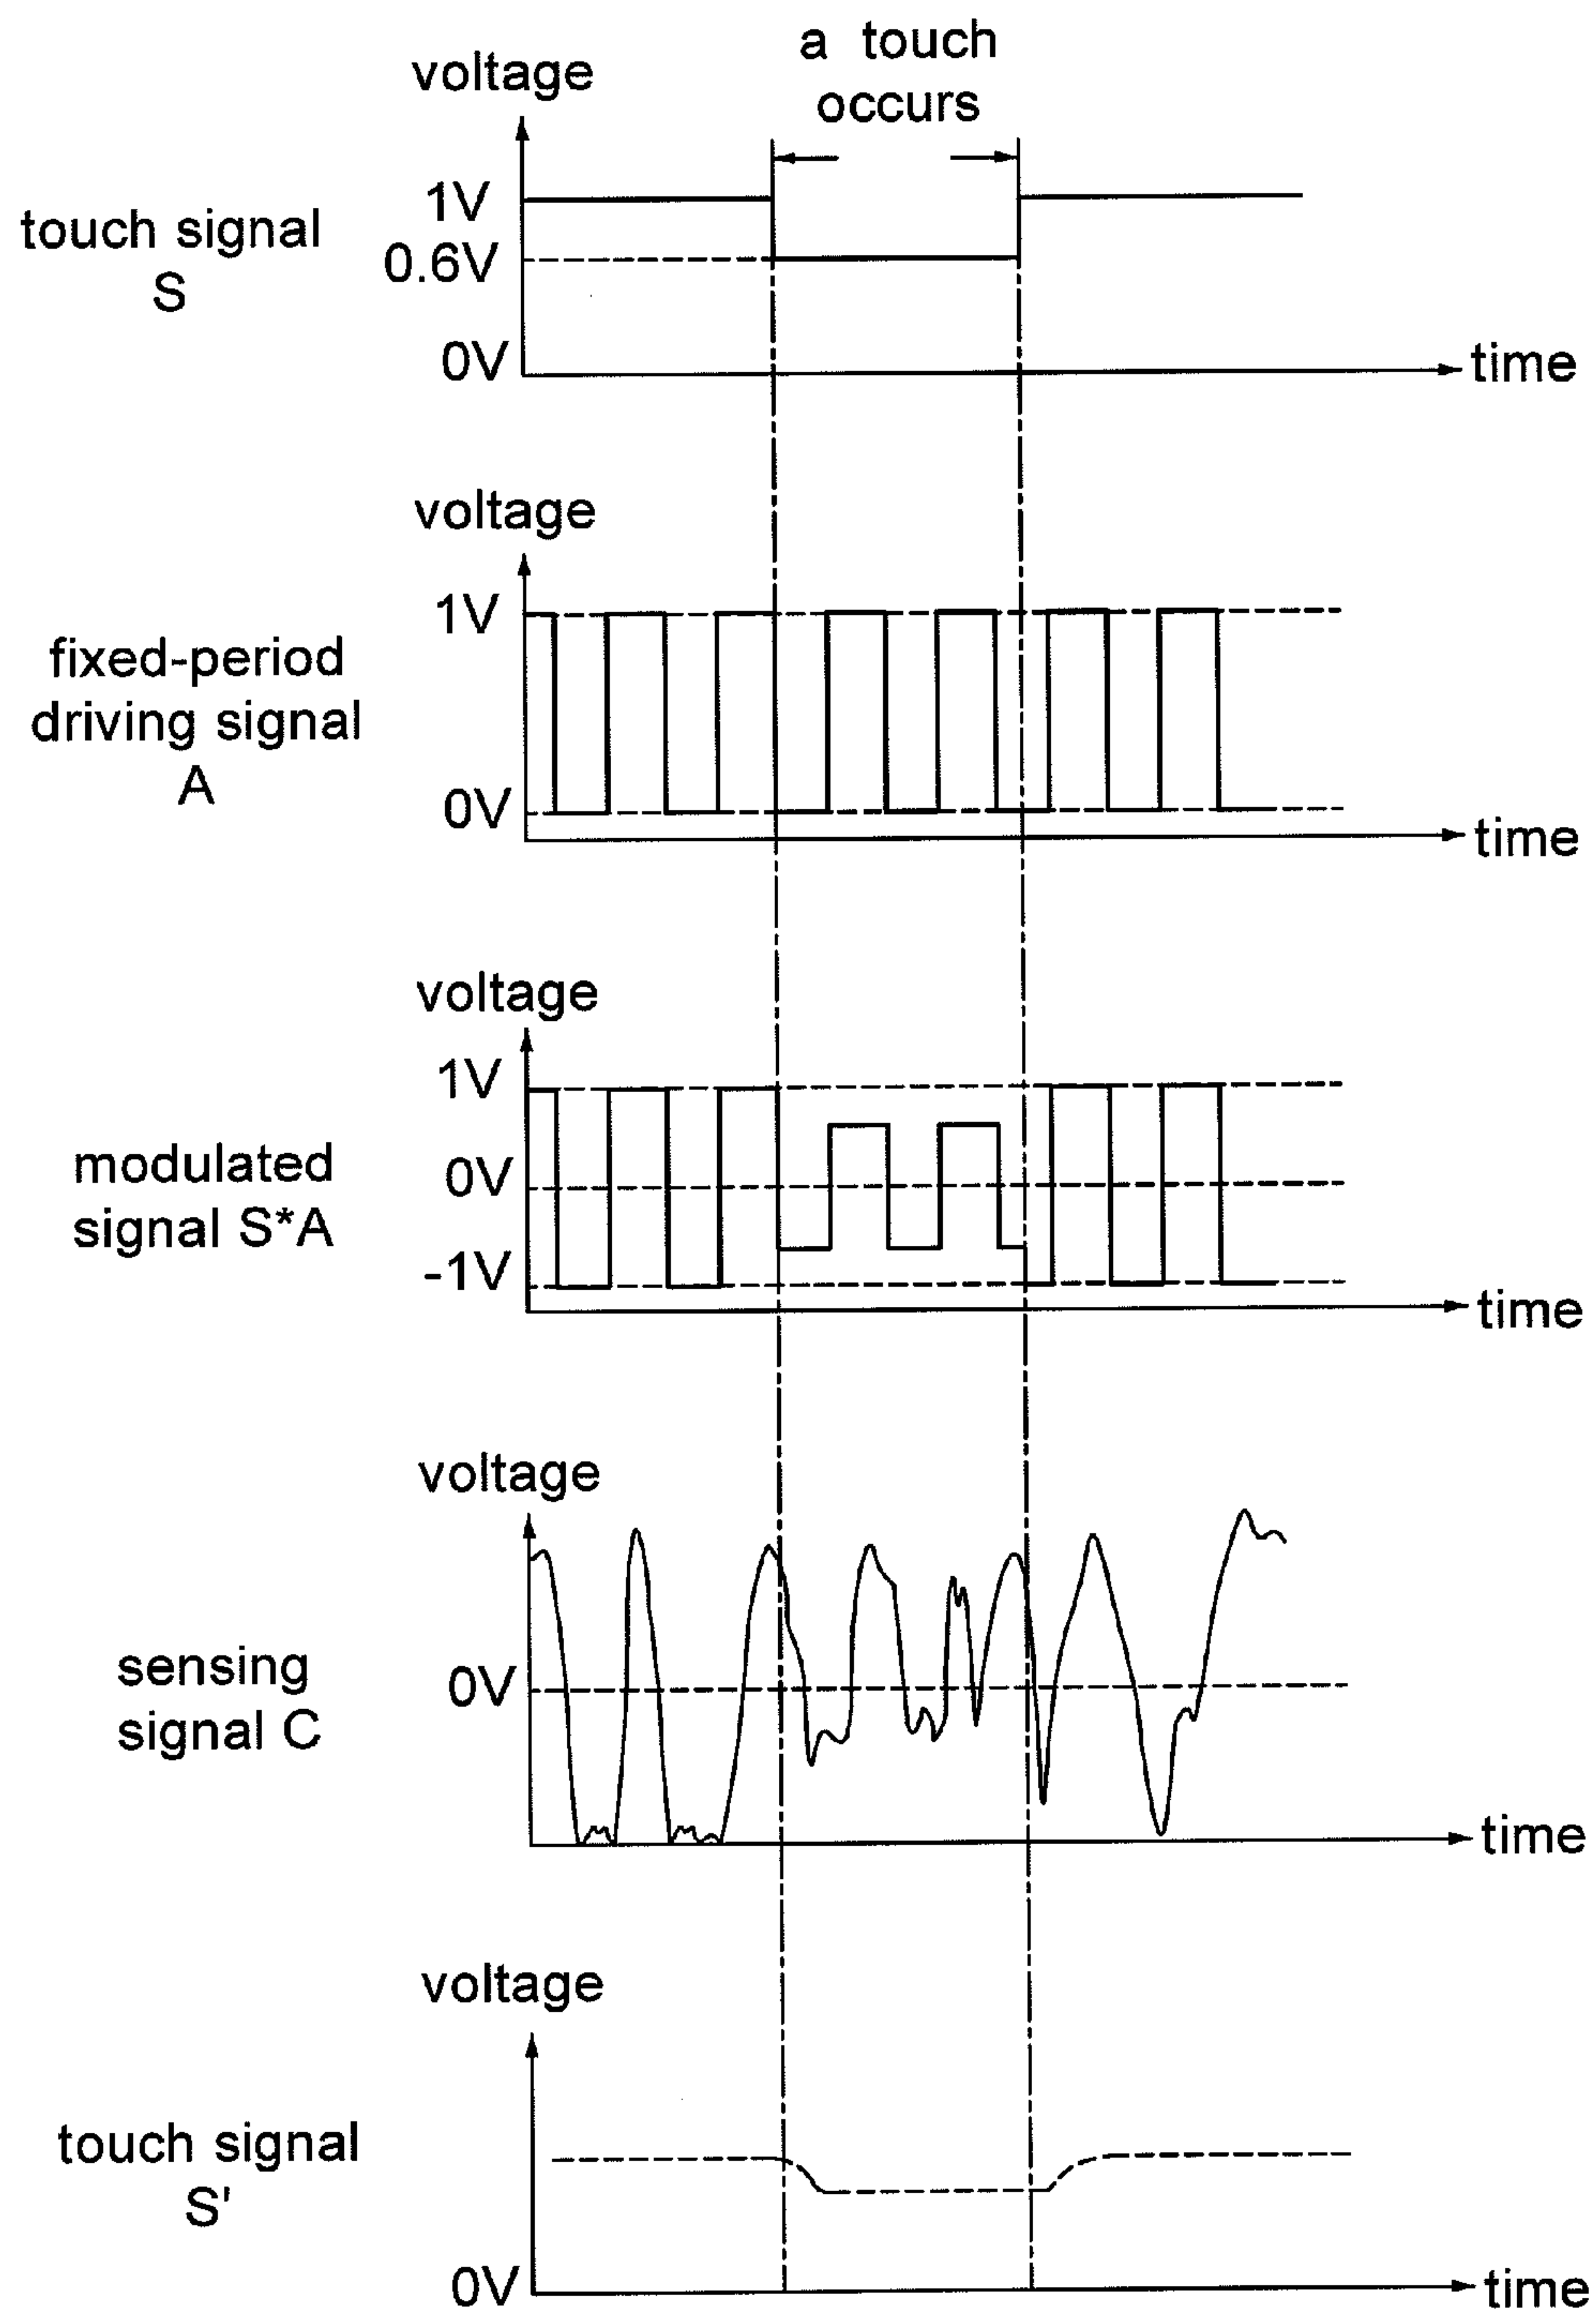 a touch
occurs
voltage
1V
touch signal
S
0.6V
0V
time
voltage
1V
fixed-period
driving signal
A
0V
time
voltage
1V
modulated
signal S*A
0V
-1V
time
voltage
sensing
signal C
0V
time
voltage
touch signal
S'
0V
time